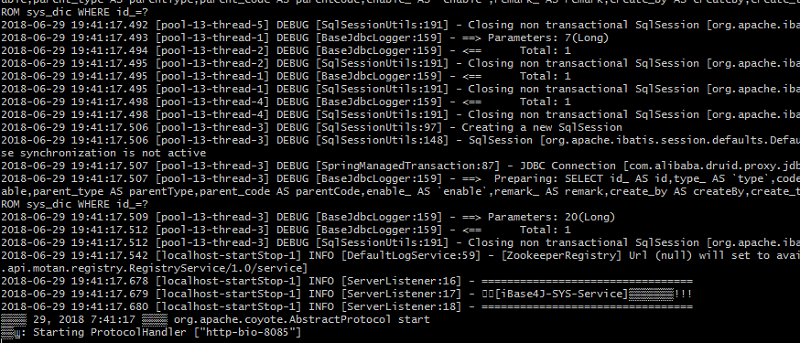 able,parent_type AS parentType,parent_code AS parentCode,enable_ AS `enable`,remark_ AS remark,create_by AS createBy,create_t
ROM sys_dic WHERE id_=?
2018-06-29 19:41:17.492 [pool-13-thread-5] DEBUG [SqlSessionUtils:191] - Closing non transactional SqlSession [org.apache.iba
2018-06-29 19:41:17.493 [pool-13-thread-1] DEBUG [BaseJdbcLogger:159] - ==> Parameters: 7(Long)
2018-06-29 19:41:17.494 [pool-13-thread-2] DEBUG [BaseJdbcLogger:159] - <== Total: 1
2018-06-29 19:41:17.495 [pool-13-thread-2] DEBUG [SqlSessionUtils:191] - Closing non transactional SqlSession [org.apache.iba
2018-06-29 19:41:17.495 [pool-13-thread-1] DEBUG [BaseJdbcLogger:159] - <== Total: 1
2018-06-29 19:41:17.495 [pool-13-thread-1] DEBUG [SqlSessionUtils:191] - Closing non transactional SqlSession [org.apache.iba
2018-06-29 19:41:17.498 [pool-13-thread-4] DEBUG [BaseJdbcLogger:159] - <== Total: 1
2018-06-29 19:41:17.498 [pool-13-thread-4] DEBUG [SqlSessionUtils:191] - Closing non transactional SqlSession [org.apache.iba
2018-06-29 19:41:17.506 [pool-13-thread-3] DEBUG [SqlSessionUtils:97] - Creating a new SqlSession
2018-06-29 19:41:17.506 [pool-13-thread-3] DEBUG [SqlSessionUtils:148] - SqlSession [org.apache.ibatis.session.defaults.Defau
se synchronization is not active
2018-06-29 19:41:17.507 [pool-13-thread-3] DEBUG [SpringManagedTransaction:87] - JDBC Connection [com.alibaba.druid.proxy.jdb
2018-06-29 19:41:17.507 [pool-13-thread-3] DEBUG [BaseJdbcLogger:159] - ==> Preparing: SELECT id_ AS id,type_ AS `type`,code
able,parent_type AS parentType,parent_code AS parentCode,enable_ AS `enable`,remark_ AS remark,create_by AS createBy,create_t
ROM sys_dic WHERE id_=?
2018-06-29 19:41:17.509 [pool-13-thread-3] DEBUG [BaseJdbcLogger:159] - ==> Parameters: 20(Long)
2018-06-29 19:41:17.512 [pool-13-thread-3] DEBUG [BaseJdbcLogger:159] - <== Total: 1
2018-06-29 19:41:17.512 [pool-13-thread-3] DEBUG [SqlSessionUtils:191] - Closing non transactional SqlSession [org.apache.iba
2018-06-29 19:41:17.542 [localhost-startStop-1] INFO [DefaultLogService:59] - [ZookeeperRegistry] Url (null) will set to avai
.api.motan.registry.RegistryService/1.0/service]
2018-06-29 19:41:17.678 [localhost-startStop-1] INFO [ServerListener:16] - =================================
2018-06-29 19:41:17.679 [localhost-startStop-1] INFO [ServerListener:17] - [iBase4J-SYS-Service]!!!
2018-06-29 19:41:17.680 [localhost-startStop-1] INFO [ServerListener:18] - =================================
29, 2018 7:41:17 org.apache.coyote.AbstractProtocol start
: Starting ProtocolHandler ["http-bio-8085"]